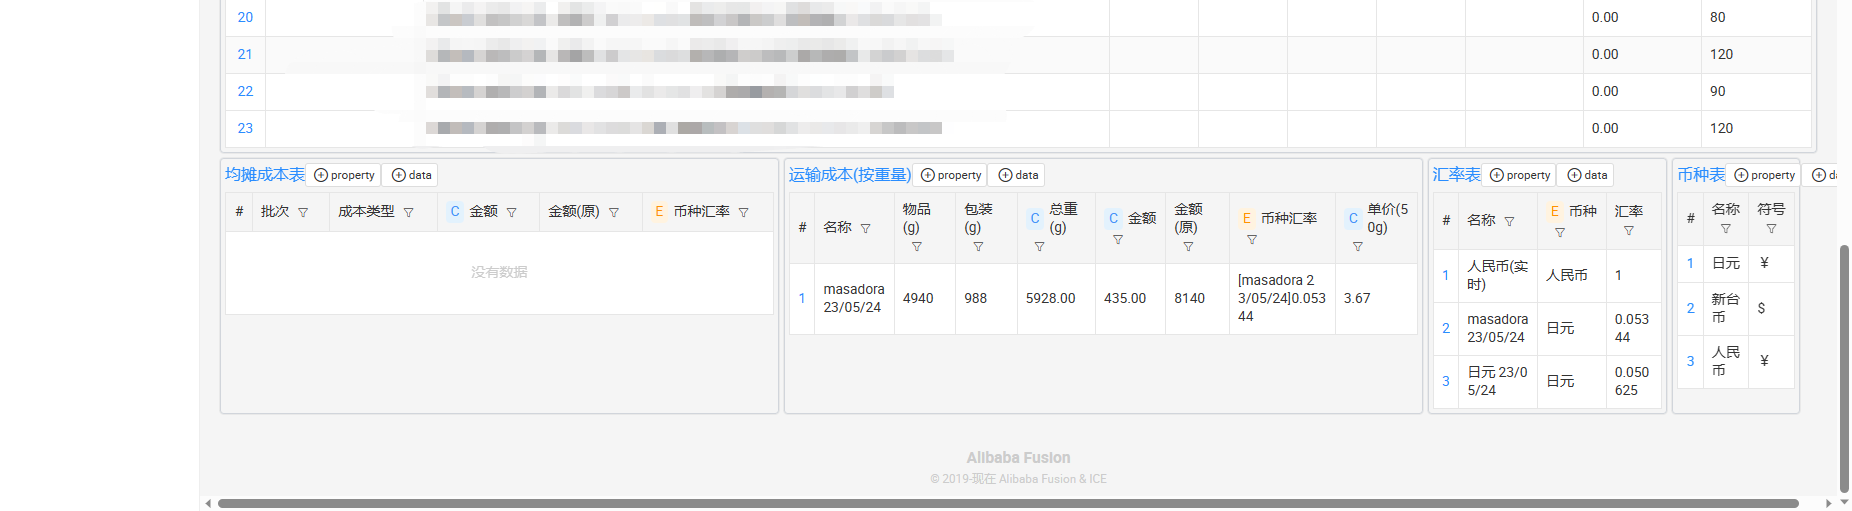 20 0.00 80
21 0.00 120
22 0.00 90
23 0.00 120
均摊成本表 property data
# 批次 成本类型 C 金额 金额(原) E 币种汇率
没有数据
运输成本(按重量) property data
# 名称 物品(g) 包装(g) C 总重(g) C 金额 金额(原) E 币种汇率 C 单价(50g)
1 masadora 23/05/24 4940 988 5928.00 435.00 8140 [masadora 23/05/24]0.05344 3.67
汇率表 property data
# 名称 E 币种 汇率
1 人民币(实时) 人民币 1
2 masadora 23/05/24 日元 0.05344
3 日元 23/05/24 日元 0.050625
币种表 property da
# 名称 符号
1 日元 ￥
2 新台币 $
3 人民币 ￥
Alibaba Fusion
© 2019-现在 Alibaba Fusion & ICE